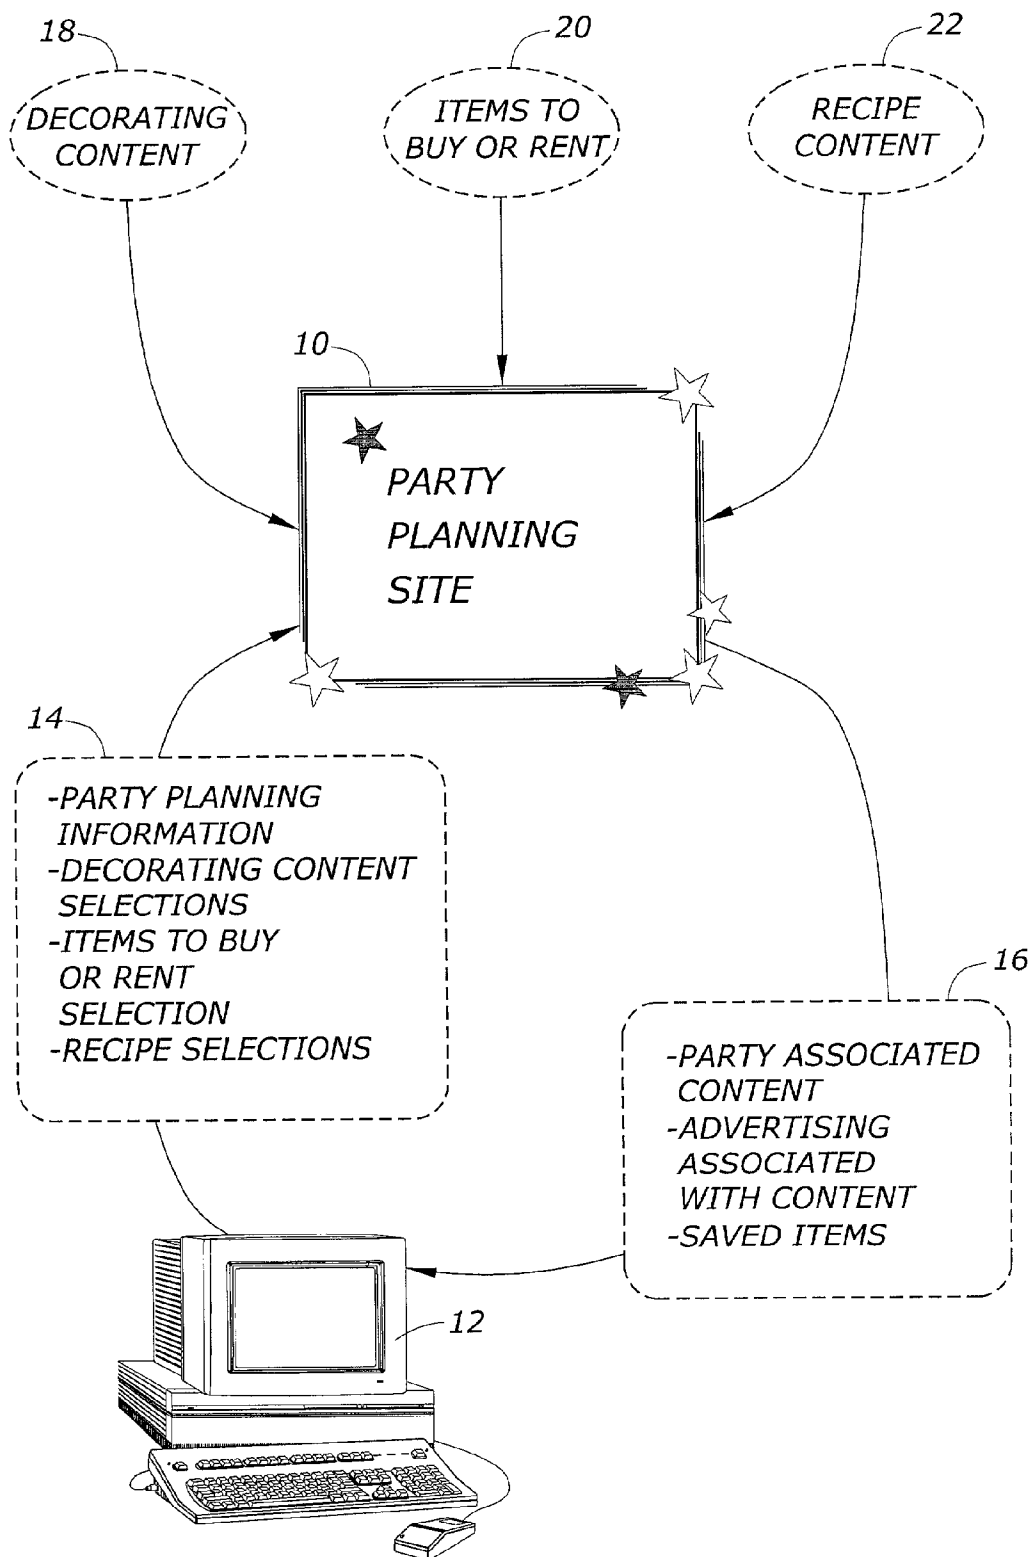 18
20
22
DECORATING
CONTENT
ITEMS TO
BUY OR RENT
RECIPE
CONTENT
10
PARTY
PLANNING
SITE
14
-PARTY PLANNING
INFORMATION
-DECORATING CONTENT
SELECTIONS
-ITEMS TO BUY
OR RENT
SELECTION
-RECIPE SELECTIONS
16
-PARTY ASSOCIATED
CONTENT
-ADVERTISING
ASSOCIATED
WITH CONTENT
-SAVED ITEMS
12